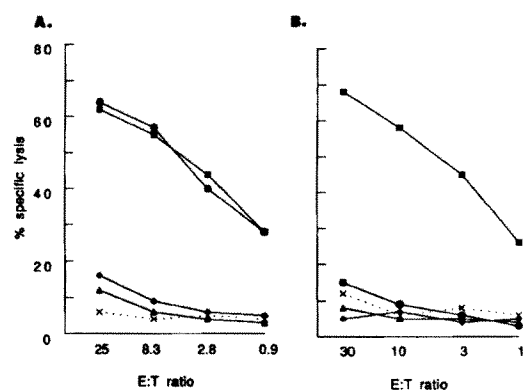 A.
B.
80
60
40
20
0
% specific lysis
25 8.3 2.8 0.9
30 10 3 1
E:T ratio
E:T ratio